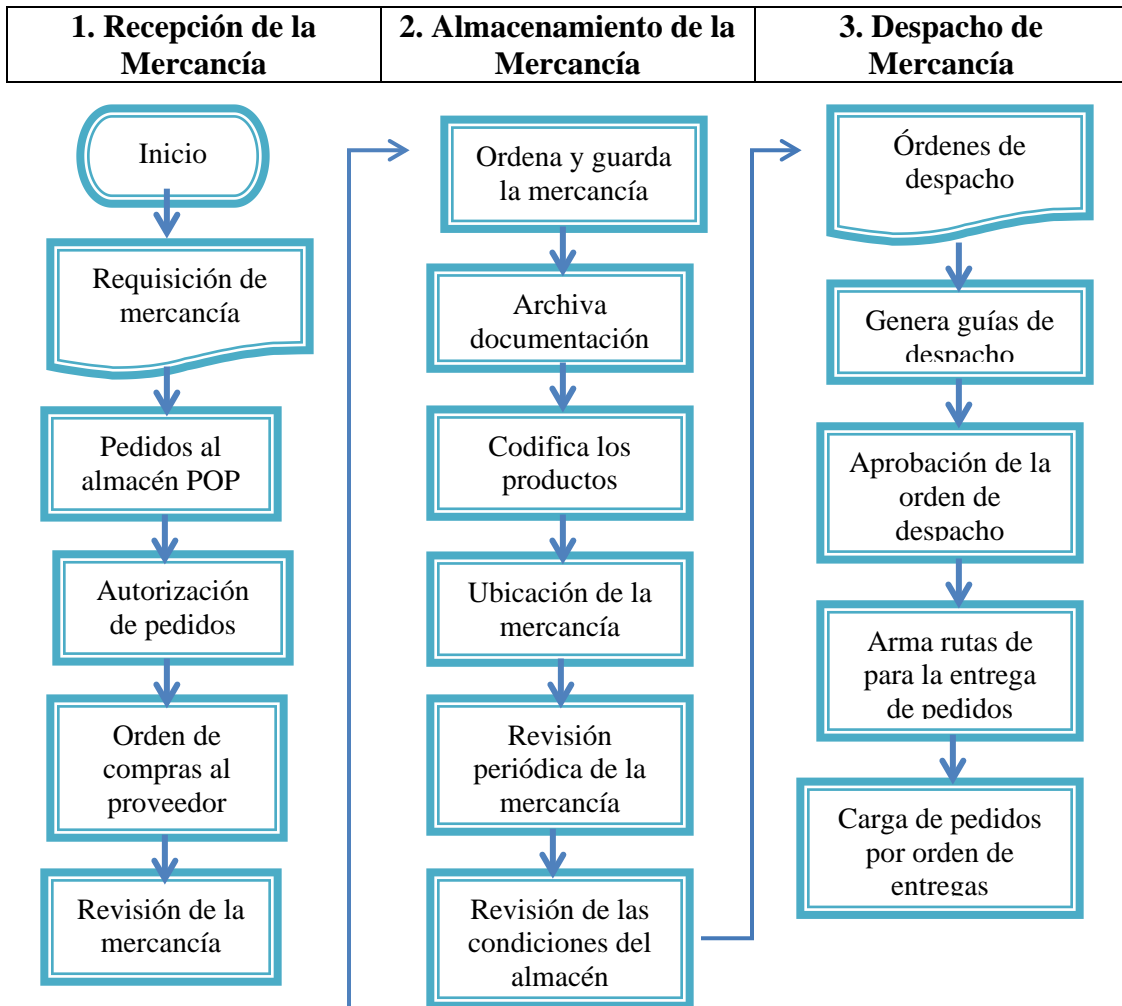 1. Recepción de la
Mercancía
2. Almacenamiento de la
Mercancía
3. Despacho de
Mercancía
Inicio
Requisición de
mercancía
Pedidos al
almacén POP
Autorización
de pedidos
Orden de
compras al
proveedor
Revisión de la
mercancía
Ordena y guarda
la mercancía
Archiva
documentación
Codifica los
productos
Ubicación de la
mercancía
Revisión
periódica de la
mercancía
Revisión de las
condiciones del
almacén
Órdenes de
despacho
Genera guías de
despacho
Aprobación de la
orden de
despacho
Arma rutas de
para la entrega
de pedidos
Carga de pedidos
por orden de
entregas